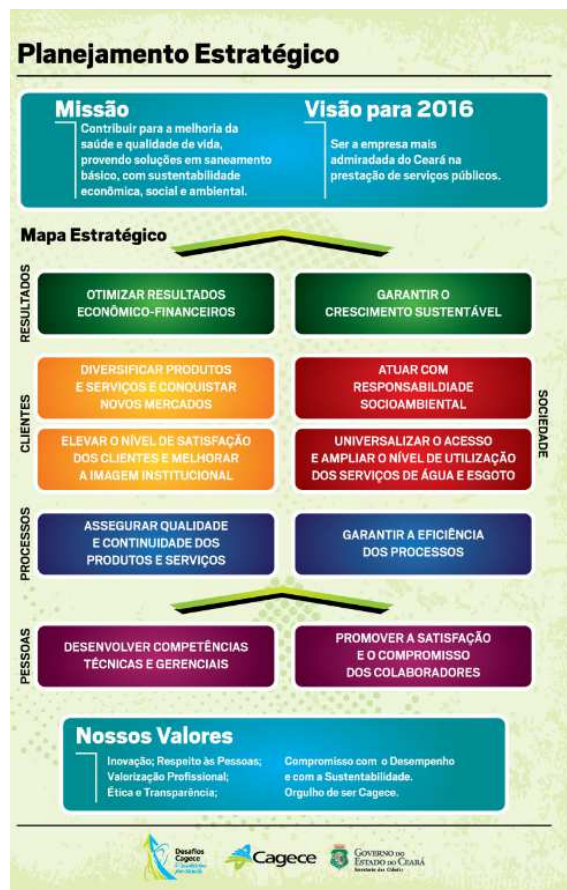 Planejamento Estratégico
Missão
Contribuir para a melhoria da
saúde e qualidade de vida,
provendo soluções em saneamento
básico, com sustentabilidade
econômica, social e ambiental.
Visão para 2016
Ser a empresa mais
admiradada do Ceará na
prestação de serviços públicos.
Mapa Estratégico
RESULTADOS
OTIMIZAR RESULTADOS
ECONÔMICO-FINANCEIROS
GARANTIR O
CRESCIMENTO SUSTENTÁVEL
CLIENTES
DIVERSIFICAR PRODUTOS
E SERVIÇOS E CONQUISTAR
NOVOS MERCADOS
ATUAR COM
RESPONSABILDIADE
SOCIOAMBIENTAL
SOCIEDADE
ELEVAR O NÍVEL DE SATISFAÇÃO
DOS CLIENTES E MELHORAR
A IMAGEM INSTITUCIONAL
UNIVERSALIZAR O ACESSO
E AMPLIAR O NÍVEL DE UTILIZAÇÃO
DOS SERVIÇOS DE ÁGUA E ESGOTO
PROCESSOS
ASSEGURAR QUALIDADE
E CONTINUIDADE DOS
PRODUTOS E SERVIÇOS
GARANTIR A EFICIÊNCIA
DOS PROCESSOS
PESSOAS
DESENVOLVER COMPETÊNCIAS
TÉCNICAS E GERENCIAIS
PROMOVER A SATISFAÇÃO
E O COMPROMISSO
DOS COLABORADORES
Nossos Valores
Inovação; Respeito às Pessoas;
Valorização Profissional;
Ética e Transparência;
Compromisso com o Desempenho
e com a Sustentabilidade.
Orgulho de ser Cagece.
Desafios
Cagece
Cagece
GOVERNO DO
ESTADO DO CEARÁ
Secretaria das Cidades